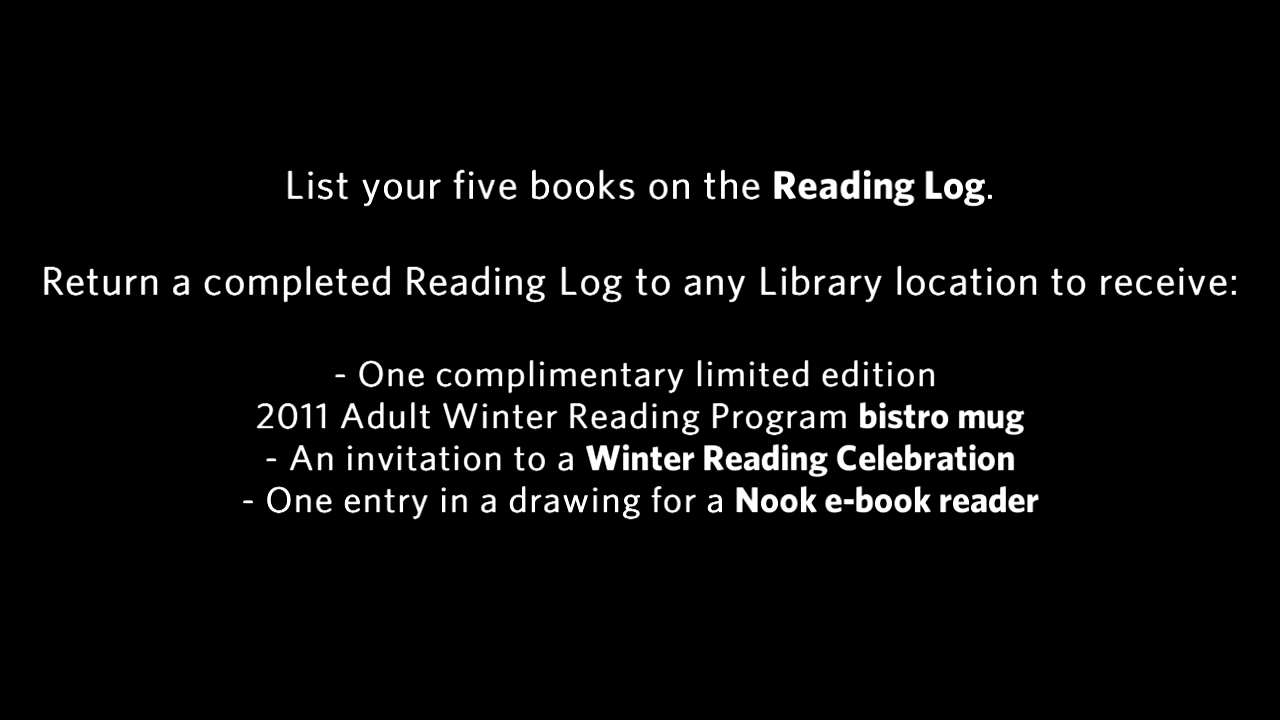 List your five books on the Reading Log.
Return a completed Reading Log to any Library location to receive:
- One complimentary limited edition
2011 Adult Winter Reading Program bistro mug
- An invitation to a Winter Reading Celebration
- One entry in a drawing for a Nook e-book reader